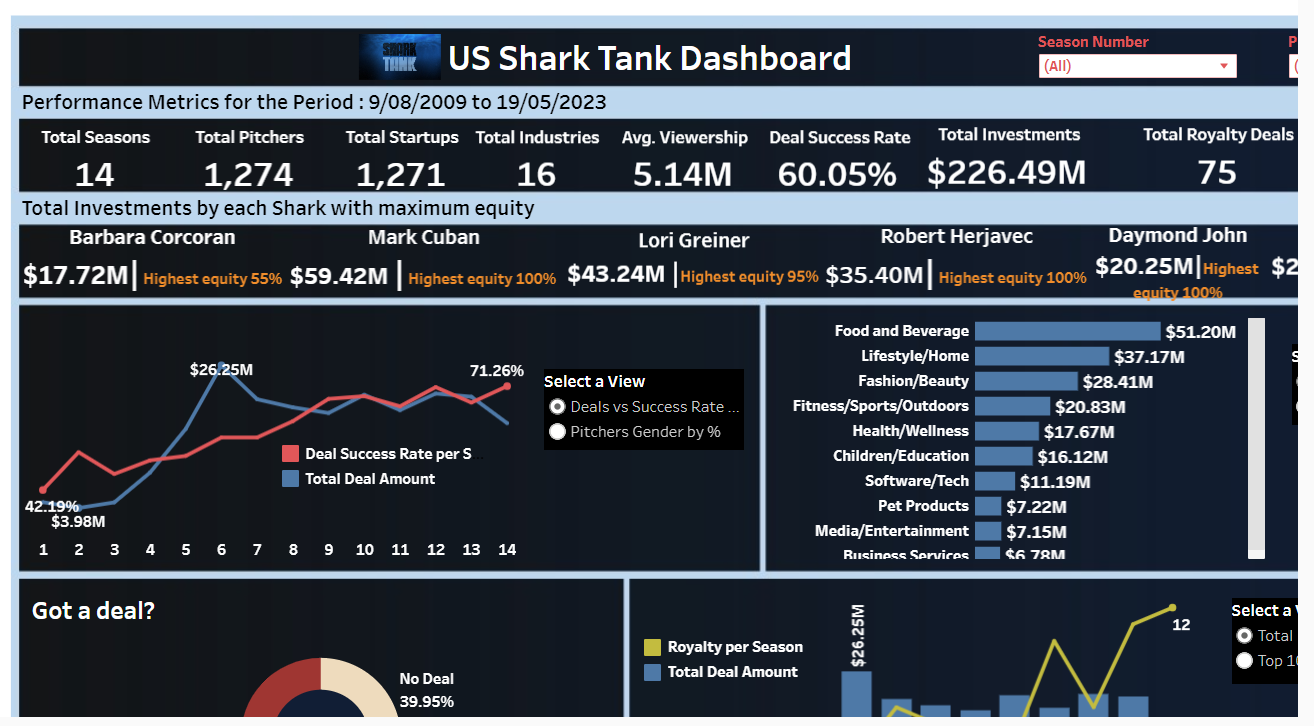 SHARK TANK
US Shark Tank Dashboard
Season Number
(All)
Performance Metrics for the Period : 9/08/2009 to 19/05/2023
Total Seasons Total Pitchers Total Startups Total Industries Avg. Viewership Deal Success Rate Total Investments Total Royalty Deals
14 1,274 1,271 16 5.14M 60.05% $226.49M 75
Total Investments by each Shark with maximum equity
Barbara Corcoran Mark Cuban Lori Greiner Robert Herjavec Daymond John
$17.72M| Highest equity 55% $59.42M | Highest equity 100% $43.24M |Highest equity 95% $35.40M| Highest equity 100% $20.25M|Highest
equity 100%
$26.25M
71.26%
42.19%
$3.98M
Deal Success Rate per S...
Total Deal Amount
1 2 3 4 5 6 7 8 9 10 11 12 13 14
Select a View
Deals vs Success Rate ...
Pitchers Gender by %
Food and Beverage $51.20M
Lifestyle/Home $37.17M
Fashion/Beauty $28.41M
Fitness/Sports/Outdoors $20.83M
Health/Wellness $17.67M
Children/Education $16.12M
Software/Tech $11.19M
Pet Products $7.22M
Media/Entertainment $7.15M
Business Services $6.78M
Got a deal?
No Deal
39.95%
Royalty per Season
Total Deal Amount
$26.25M
12
Select a
Total
Top